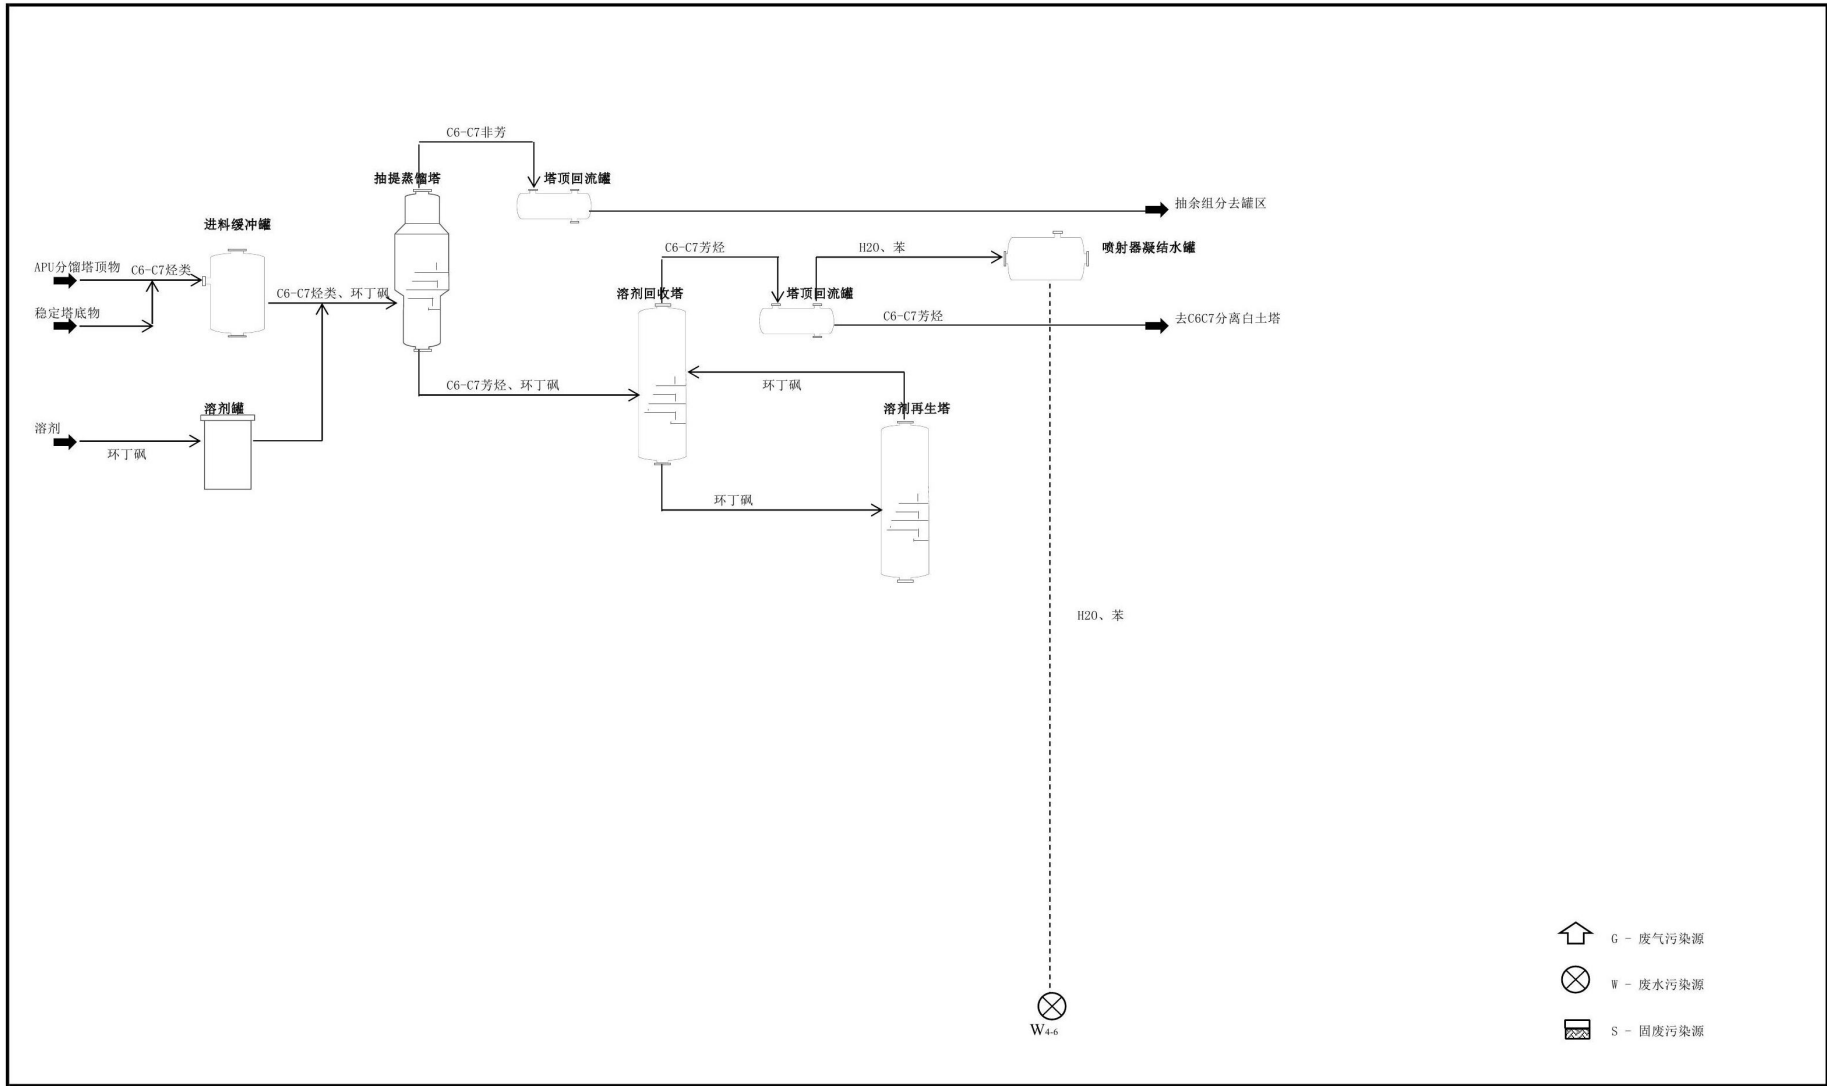 C6-C7非芳
抽提蒸馏塔
塔顶回流罐
抽余组分去罐区
进料缓冲罐
C6-C7芳烃
H2O、苯
喷射器凝结水罐
APU分馏塔顶物
C6-C7烃类
C6-C7烃类、环丁砜
溶剂回收塔
塔顶回流罐
稳定塔底物
C6-C7芳烃
去C6C7分离白土塔
C6-C7芳烃、环丁砜
环丁砜
溶剂罐
溶剂再生塔
溶剂
环丁砜
环丁砜
H2O、苯
G - 废气污染源
W - 废水污染源
W4-6
S - 固废污染源